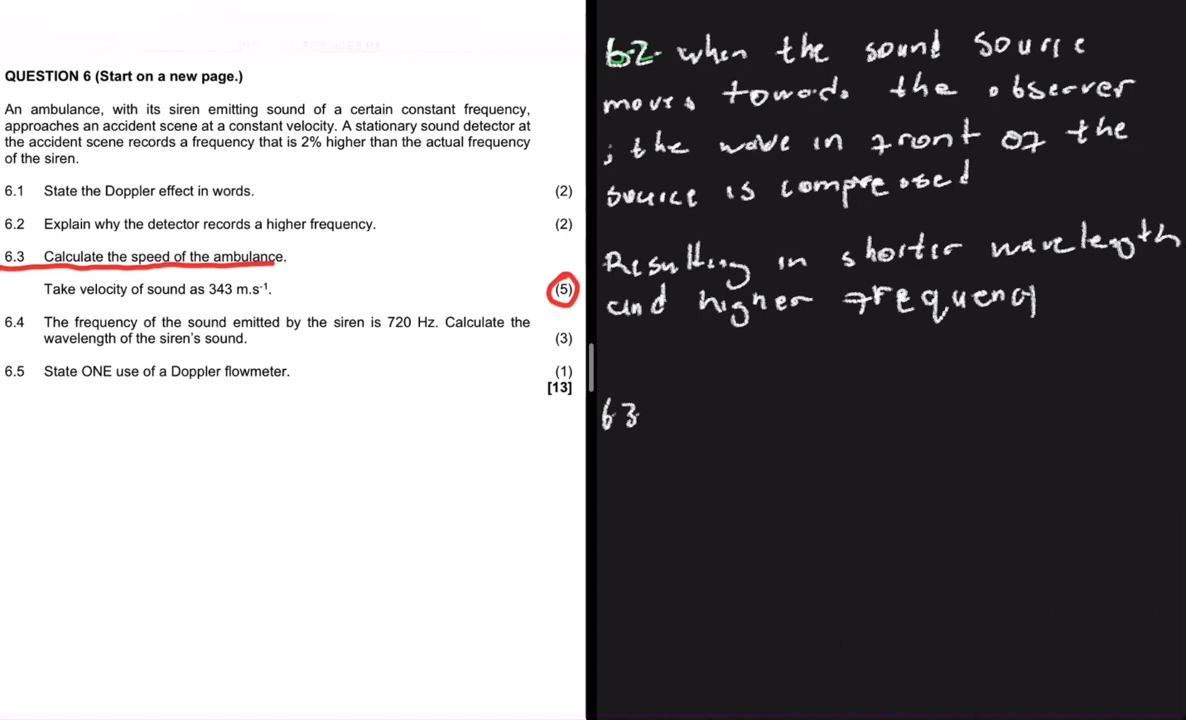 QUESTION 6 (Start on a new page.)
An ambulance, with its siren emitting sound of a certain constant frequency,
approaches an accident scene at a constant velocity. A stationary sound detector at
the accident scene records a frequency that is 2% higher than the actual frequency
of the siren.
6.1 State the Doppler effect in words. (2)
6.2 Explain why the detector records a higher frequency. (2)
6.3 Calculate the speed of the ambulance.
Take velocity of sound as 343 m.s⁻¹. (5)
6.4 The frequency of the sound emitted by the siren is 720 Hz. Calculate the
wavelength of the siren's sound. (3)
6.5 State ONE use of a Doppler flowmeter. (1)
[13]
6.2. when the sound source
moves towards the observer
; the wave in front of the
source is compressed
Resulting in shorter wavelength
and higher frequency
63